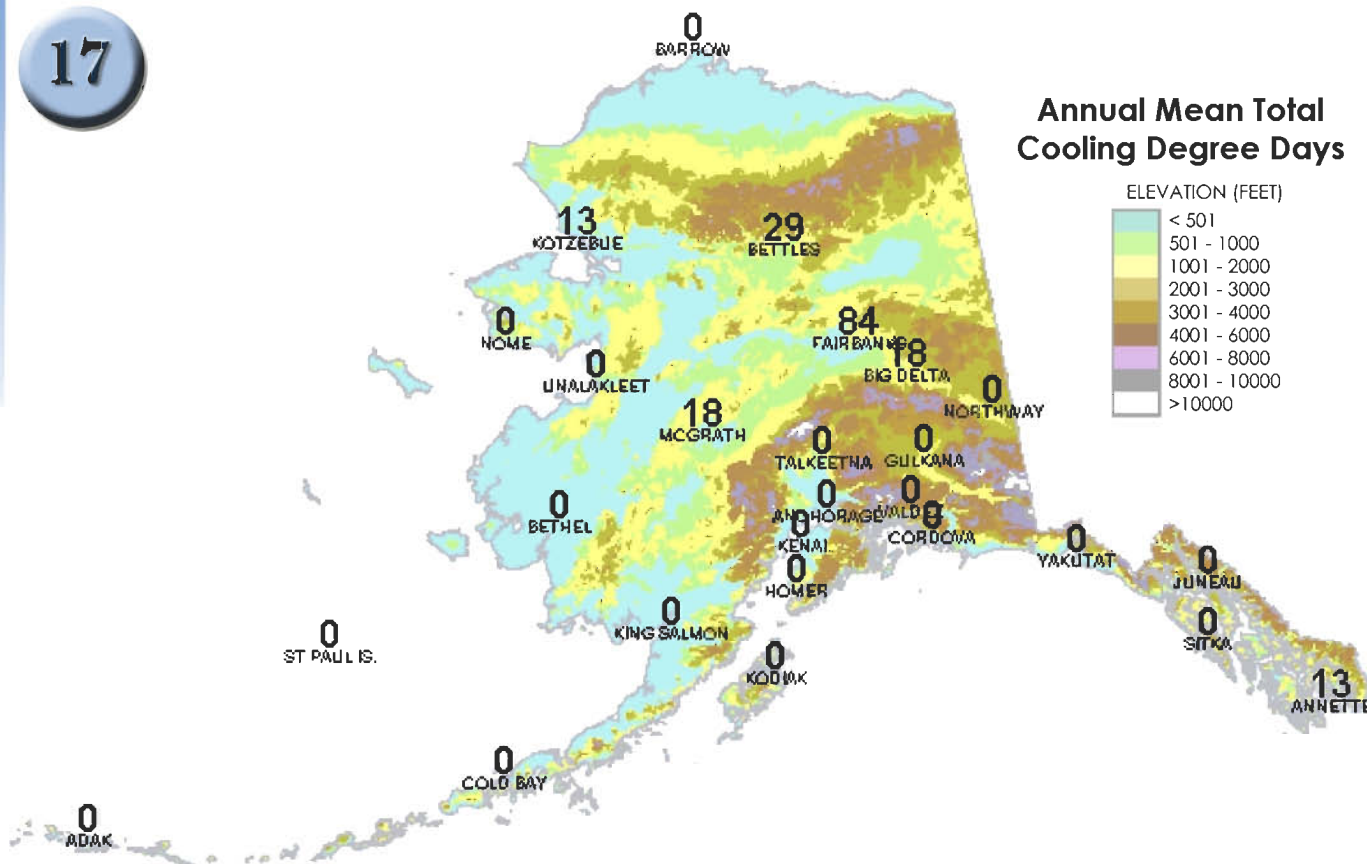 17
0
BARROW
Annual Mean Total
Cooling Degree Days
ELEVATION (FEET)
< 501
501 - 1000
1001 - 2000
2001 - 3000
3001 - 4000
4001 - 6000
6001 - 8000
8001 - 10000
>10000
13
KOTZEBUE
29
BETTLES
0
NOME
84
FAIRBANKS
18
BIG DELTA
0
UNALAKLEET
0
NORTHWAY
18
MCGRATH
0
TALKEETNA
0
GULKANA
0
BETHEL
0
ANCHORAGE
0
VALDEZ
0
CORDOVA
0
KENAI
0
HOMER
0
YAKUTAT
0
JUNEAU
0
SITKA
0
KING SALMON
0
ST PAUL IS.
0
KODIAK
13
ANNETTE
0
COLD BAY
0
ADAK